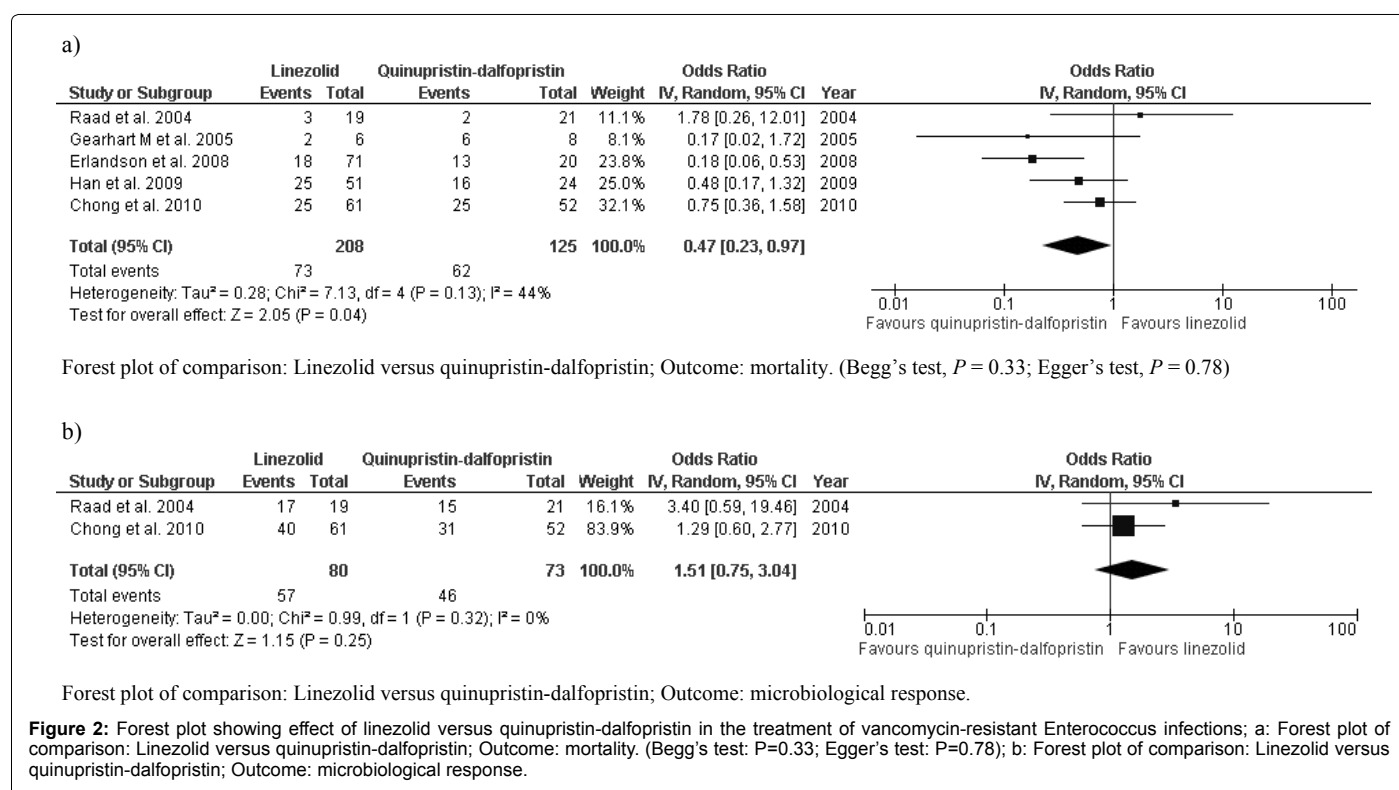 a)
Linezolid Quinupristin-dalfopristin Odds Ratio Odds Ratio
Study or Subgroup Events Total Events Total Weight IV, Random, 95% CI Year IV, Random, 95% CI
Raad et al. 2004 3 19 2 21 11.1% 1.78 [0.26, 12.01] 2004
Gearhart M et al. 2005 2 6 6 8 8.1% 0.17 [0.02, 1.72] 2005
Erlandson et al. 2008 18 71 13 20 23.8% 0.18 [0.06, 0.53] 2008
Han et al. 2009 25 51 16 24 25.0% 0.48 [0.17, 1.32] 2009
Chong et al. 2010 25 61 25 52 32.1% 0.75 [0.36, 1.58] 2010
Total (95% CI) 208 125 100.0% 0.47 [0.23, 0.97]
Total events 73 62
Heterogeneity: Tau² = 0.28; Chi² = 7.13, df = 4 (P = 0.13); I² = 44%
Test for overall effect: Z = 2.05 (P = 0.04)
0.01 0.1 1 10 100
Favours quinupristin-dalfopristin Favours linezolid
Forest plot of comparison: Linezolid versus quinupristin-dalfopristin; Outcome: mortality. (Begg's test, P = 0.33; Egger's test, P = 0.78)
b)
Linezolid Quinupristin-dalfopristin Odds Ratio Odds Ratio
Study or Subgroup Events Total Events Total Weight IV, Random, 95% CI Year IV, Random, 95% CI
Raad et al. 2004 17 19 15 21 16.1% 3.40 [0.59, 19.46] 2004
Chong et al. 2010 40 61 31 52 83.9% 1.29 [0.60, 2.77] 2010
Total (95% CI) 80 73 100.0% 1.51 [0.75, 3.04]
Total events 57 46
Heterogeneity: Tau² = 0.00; Chi² = 0.99, df = 1 (P = 0.32); I² = 0%
Test for overall effect: Z = 1.15 (P = 0.25)
0.01 0.1 1 10 100
Favours quinupristin-dalfopristin Favours linezolid
Forest plot of comparison: Linezolid versus quinupristin-dalfopristin; Outcome: microbiological response.
Figure 2: Forest plot showing effect of linezolid versus quinupristin-dalfopristin in the treatment of vancomycin-resistant Enterococcus infections; a: Forest plot of
comparison: Linezolid versus quinupristin-dalfopristin; Outcome: mortality. (Begg's test: P=0.33; Egger's test: P=0.78); b: Forest plot of comparison: Linezolid versus
quinupristin-dalfopristin; Outcome: microbiological response.